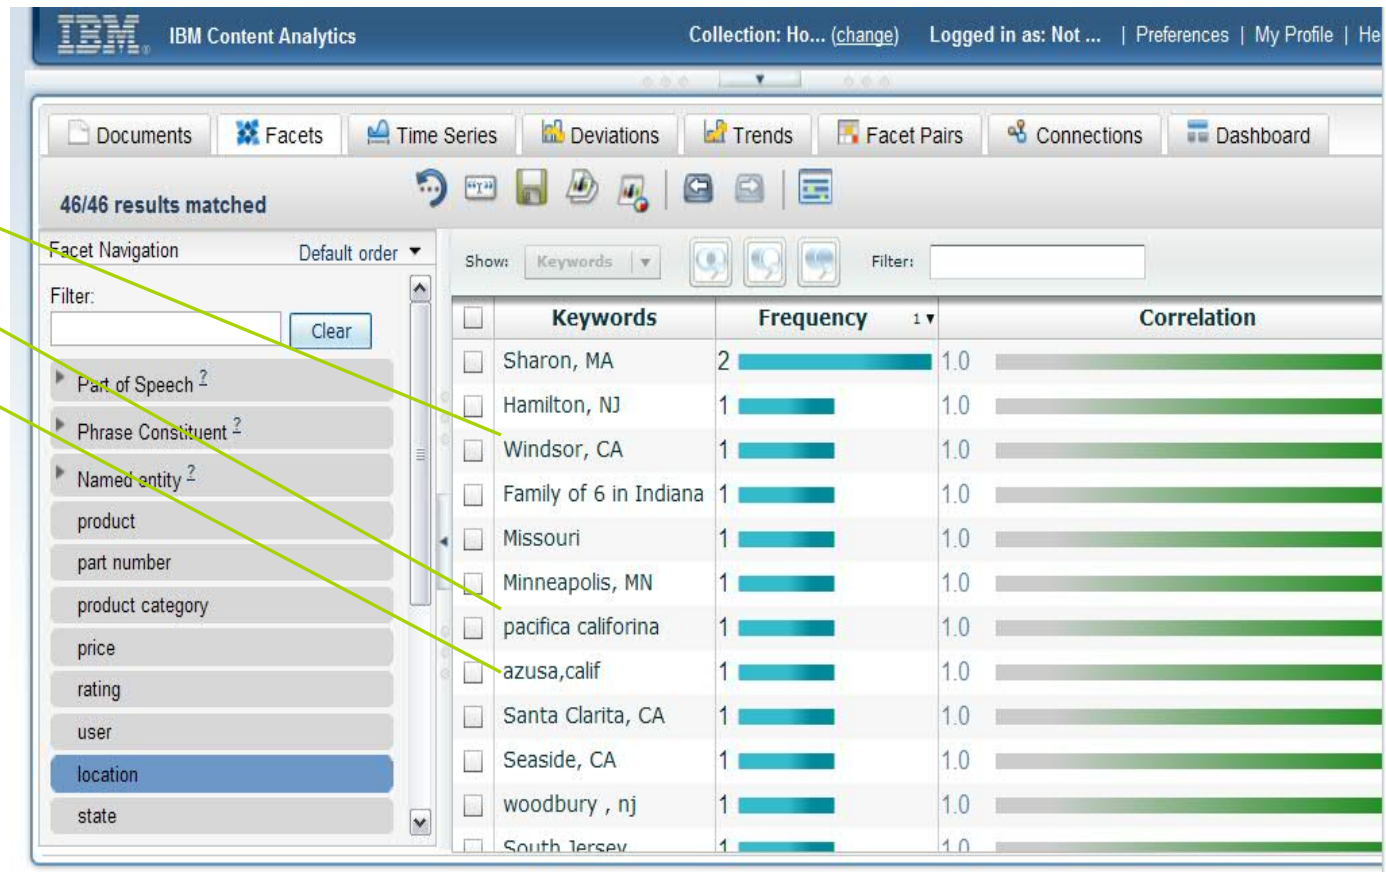 IBM® IBM Content Analytics Collection: Ho... (change) Logged in as: Not ... | Preferences | My Profile | He
Documents Facets Time Series Deviations Trends Facet Pairs Connections Dashboard
46/46 results matched
Facet Navigation Default order
Filter:
Clear
Part of Speech ?
Phrase Constituent ?
Named entity ?
product
part number
product category
price
rating
user
location
state
Show: Keywords Filter:
Keywords Frequency 1 Correlation
Sharon, MA 2 1.0
Hamilton, NJ 1 1.0
Windsor, CA 1 1.0
Family of 6 in Indiana 1 1.0
Missouri 1 1.0
Minneapolis, MN 1 1.0
pacifica califorina 1 1.0
azusa,calif 1 1.0
Santa Clarita, CA 1 1.0
Seaside, CA 1 1.0
woodbury , nj 1 1.0
South Jersey 1 1.0